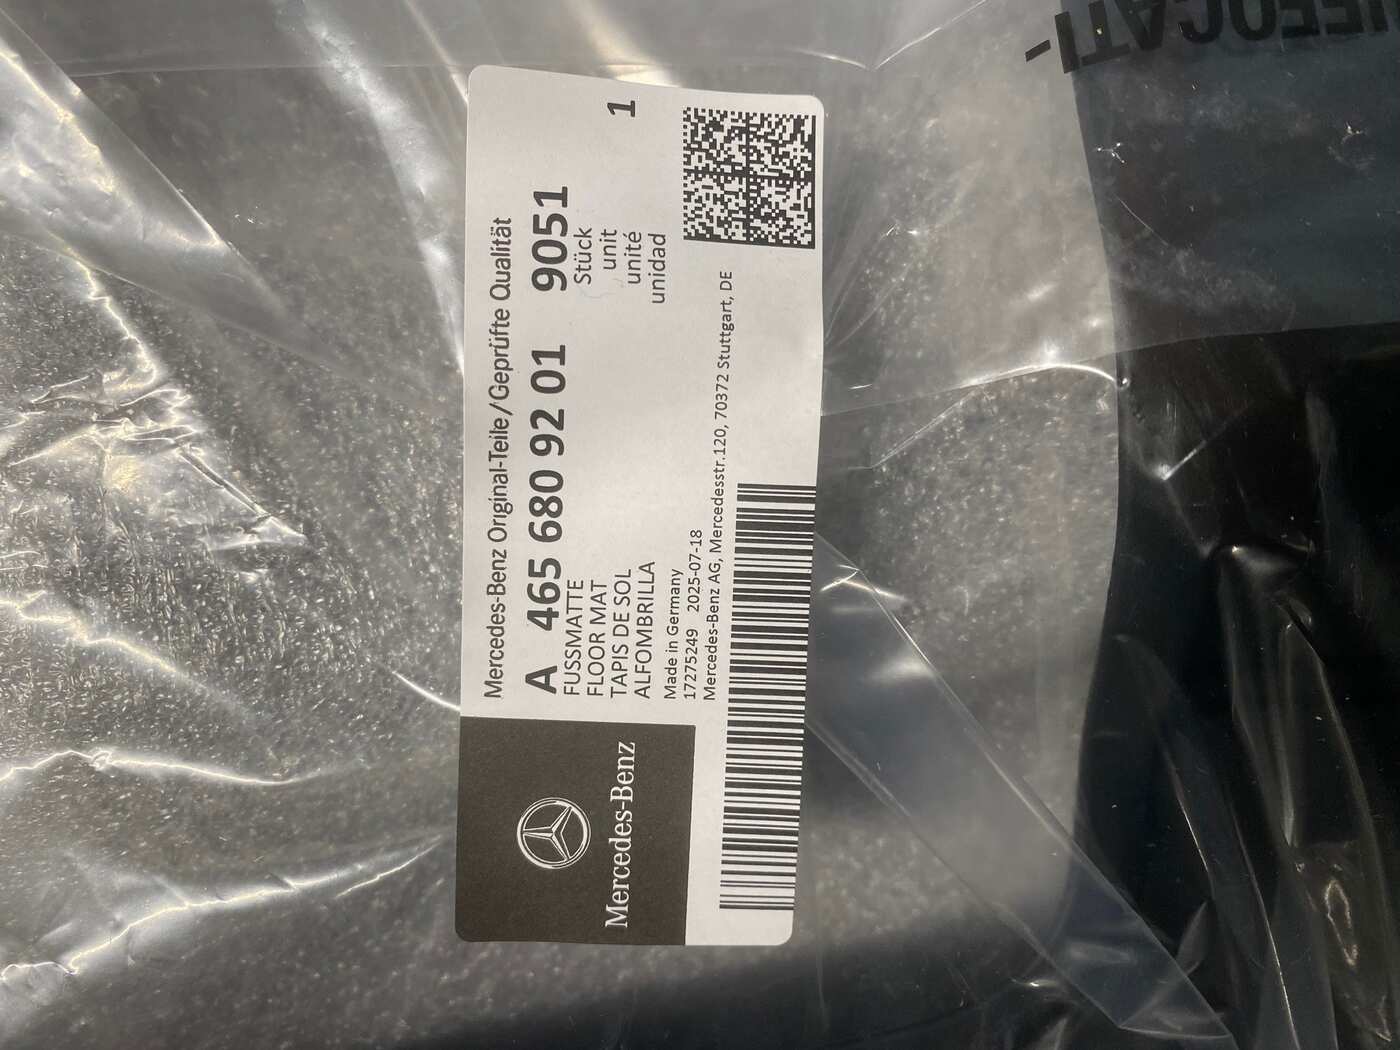 Mercedes-Benz Original-Teile/Geprüfte Qualität
A 465 680 92 01 9051
FUSSMATTE
FLOOR MAT
TAPIS DE SOL
ALFOMBRILLA
Stück
unit
unité
unidad
1
Made in Germany
17275249 2025-07-18
Mercedes-Benz AG, Mercedesstr.120, 70372 Stuttgart, DE
Mercedes-Benz